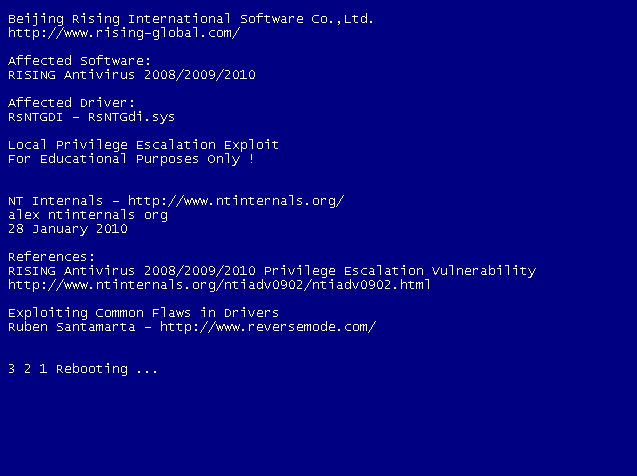 Beijing Rising International Software Co.,Ltd.
http://www.rising-global.com/
Affected Software:
RISING Antivirus 2008/2009/2010
Affected Driver:
RsNTGDI - RsNTGdi.sys
Local Privilege Escalation Exploit
For Educational Purposes Only !
NT Internals - http://www.ntinternals.org/
alex ntinternals org
28 January 2010
References:
RISING Antivirus 2008/2009/2010 Privilege Escalation Vulnerability
http://www.ntinternals.org/ntiadv0902/ntiadv0902.html
Exploiting Common Flaws in Drivers
Ruben Santamarta - http://www.reversemode.com/
3 2 1 Rebooting ...